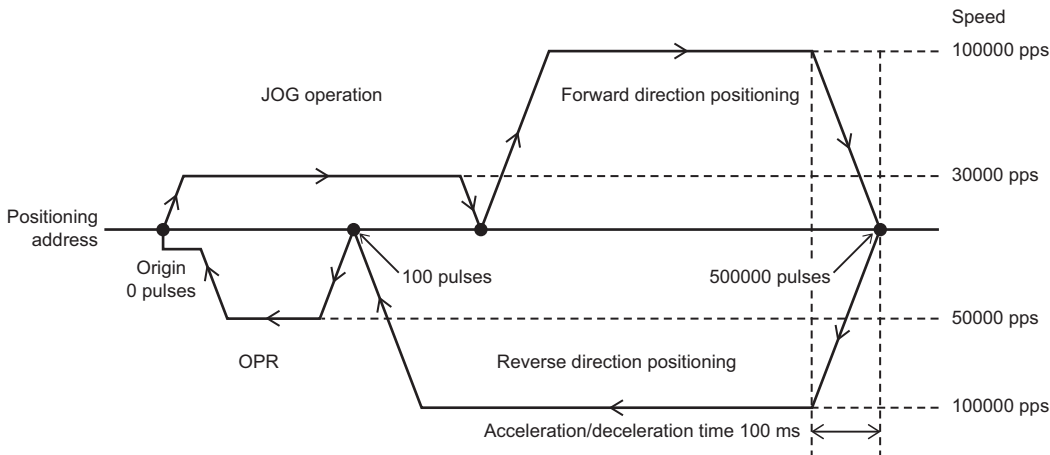 Speed
100000 pps
JOG operation
Forward direction positioning
30000 pps
Positioning
address
Origin
0 pulses
100 pulses
500000 pulses
50000 pps
OPR
Reverse direction positioning
100000 pps
Acceleration/deceleration time 100 ms